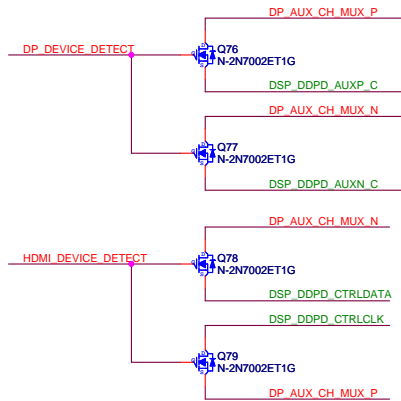 DP_AUX_CH_MUX_P
DP_DEVICE_DETECT
Q76
N-2N7002ET1G
DSP_DDPD_AUXP_C
DP_AUX_CH_MUX_N
Q77
N-2N7002ET1G
DSP_DDPD_AUXN_C
DP_AUX_CH_MUX_N
HDMI_DEVICE_DETECT
Q78
N-2N7002ET1G
DSP_DDPD_CTRLDATA
DSP_DDPD_CTRLCLK
Q79
N-2N7002ET1G
DP_AUX_CH_MUX_P